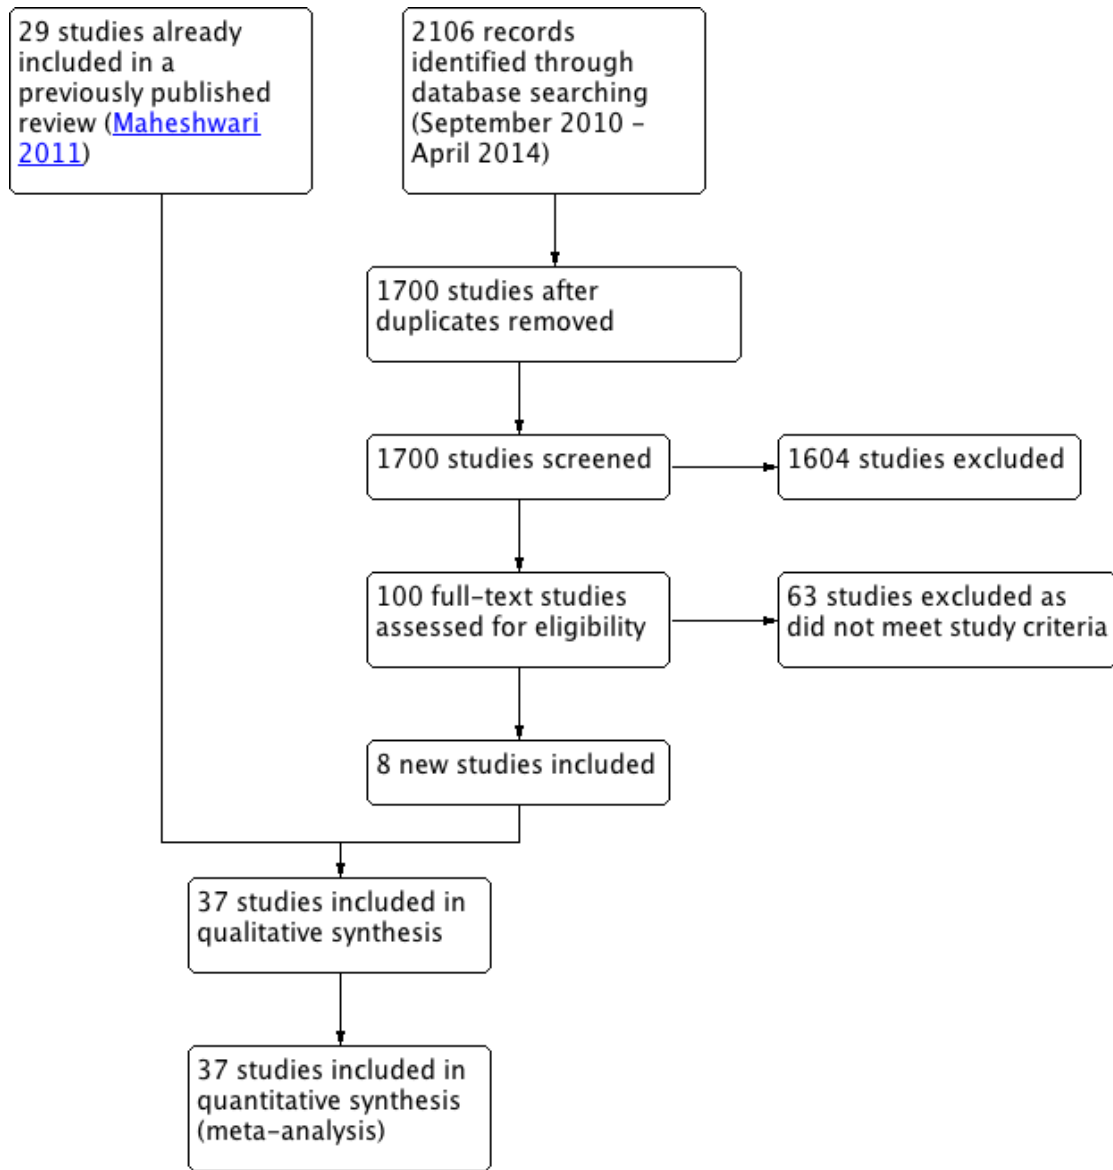 29 studies already
included in a
previously published
review (Maheshwari
2011)
2106 records
identified through
database searching
(September 2010 –
April 2014)
1700 studies after
duplicates removed
1700 studies screened
1604 studies excluded
100 full-text studies
assessed for eligibility
63 studies excluded as
did not meet study criteria
8 new studies included
37 studies included in
qualitative synthesis
37 studies included in
quantitative synthesis
(meta-analysis)